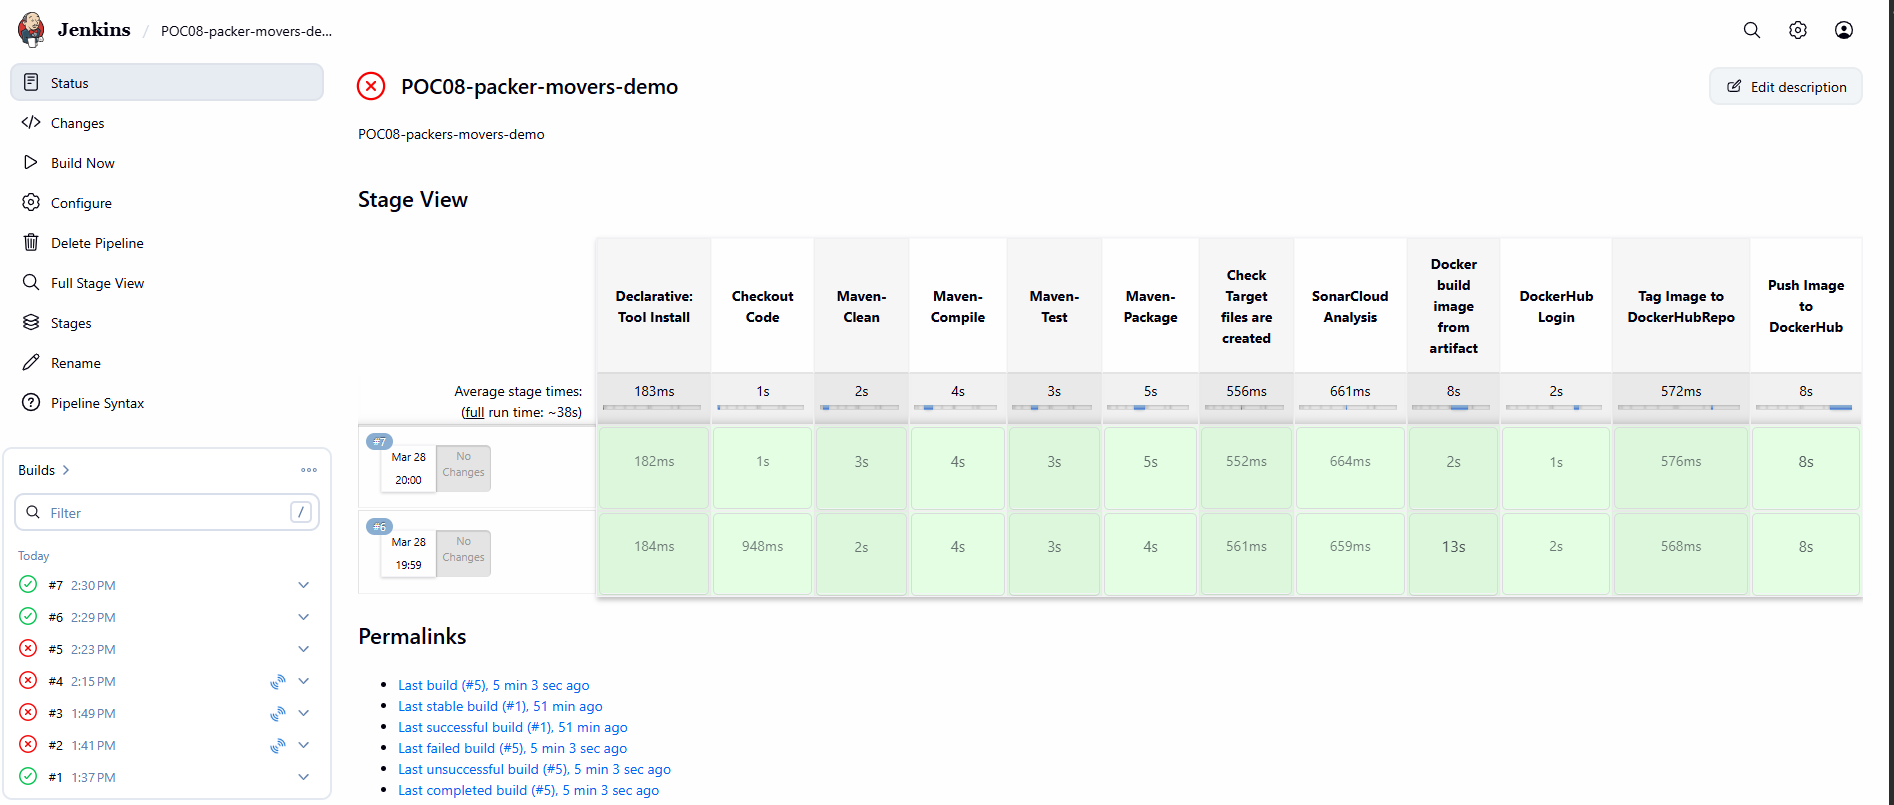 Jenkins / POC08-packer-movers-de...
Status
Changes
Build Now
Configure
Delete Pipeline
Full Stage View
Stages
Rename
Pipeline Syntax
Builds
Filter /
Today
#7 2:30 PM
#6 2:29 PM
#5 2:23 PM
#4 2:15 PM
#3 1:49 PM
#2 1:41 PM
#1 1:37 PM
POC08-packer-movers-demo
Edit description
POC08-packers-movers-demo
Stage View
Declarative: Tool Install
Checkout Code
Maven-Clean
Maven-Compile
Maven-Test
Maven-Package
Check Target files are created
SonarCloud Analysis
Docker build image from artifact
DockerHub Login
Tag Image to DockerHubRepo
Push Image to DockerHub
Average stage times:
(full run time: ~38s)
183ms 1s 2s 4s 3s 5s 556ms 661ms 8s 2s 572ms 8s
#7
Mar 28
20:00
No Changes
182ms 1s 3s 4s 3s 5s 552ms 664ms 2s 1s 576ms 8s
#6
Mar 28
19:59
No Changes
184ms 948ms 2s 4s 3s 4s 561ms 659ms 13s 2s 568ms 8s
Permalinks
Last build (#5), 5 min 3 sec ago
Last stable build (#1), 51 min ago
Last successful build (#1), 51 min ago
Last failed build (#5), 5 min 3 sec ago
Last unsuccessful build (#5), 5 min 3 sec ago
Last completed build (#5), 5 min 3 sec ago